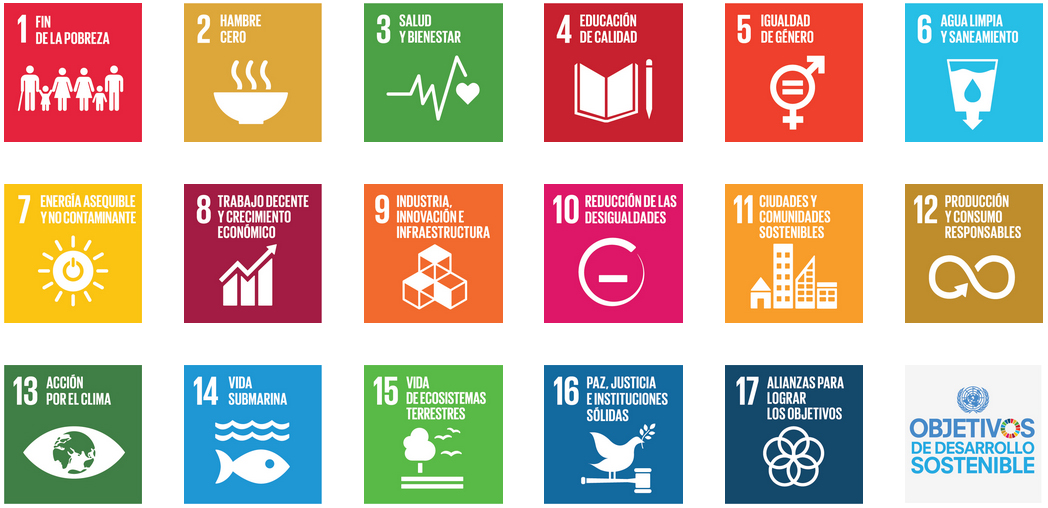 1 FIN
DE LA POBREZA
2 HAMBRE
CERO
3 SALUD
Y BIENESTAR
4 EDUCACIÓN
DE CALIDAD
5 IGUALDAD
DE GÉNERO
6 AGUA LIMPIA
Y SANEAMIENTO
7 ENERGÍA ASEQUIBLE
Y NO CONTAMINANTE
8 TRABAJO DECENTE
Y CRECIMIENTO
ECONÓMICO
9 INDUSTRIA,
INNOVACIÓN E
INFRAESTRUCTURA
10 REDUCCIÓN DE LAS
DESIGUALDADES
11 CIUDADES Y
COMUNIDADES
SOSTENIBLES
12 PRODUCCIÓN
Y CONSUMO
RESPONSABLES
13 ACCIÓN
POR EL CLIMA
14 VIDA
SUBMARINA
15 VIDA
DE ECOSISTEMAS
TERRESTRES
16 PAZ, JUSTICIA
E INSTITUCIONES
SÓLIDAS
17 ALIANZAS PARA
LOGRAR
LOS OBJETIVOS
OBJETIVOS
DE DESARROLLO
SOSTENIBLE